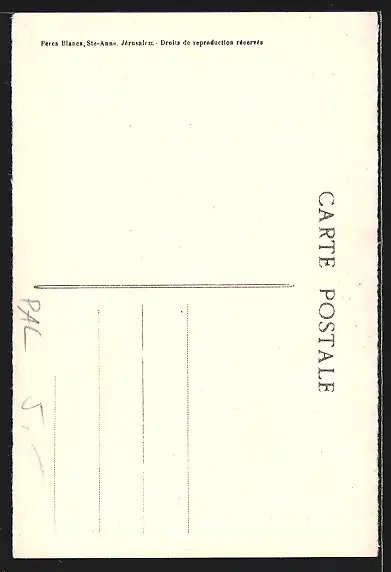 Pères Blancs, Ste-Anne, Jérusalem - Droits de reproduction réservés
CARTE POSTALE
PAL
5.-